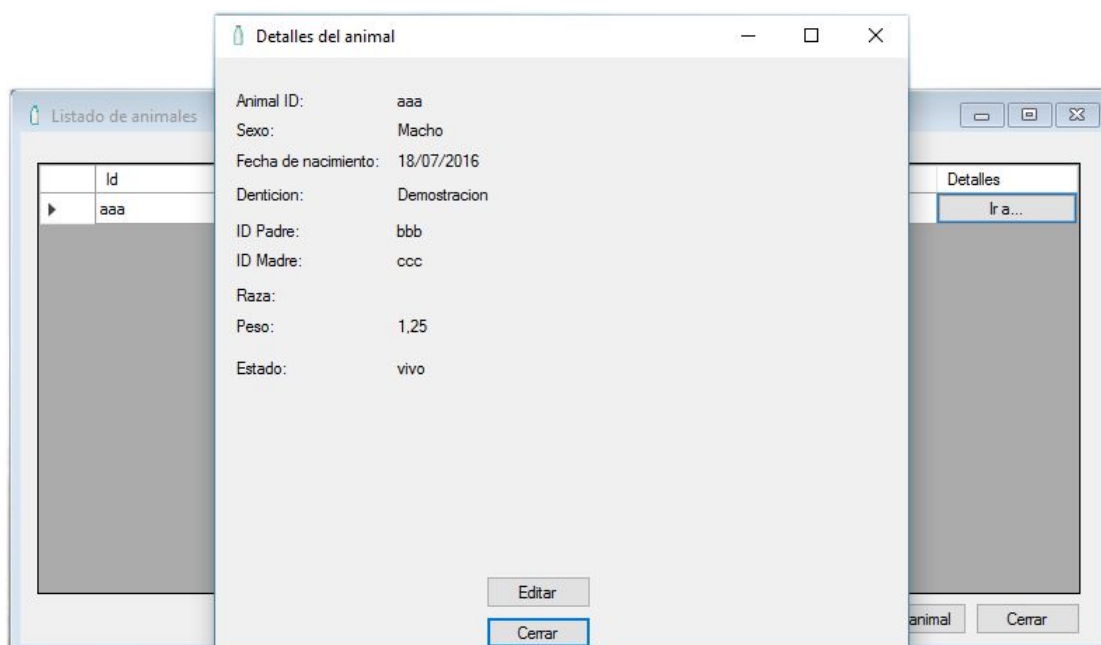 Detalles del animal
Animal ID: aaa
Sexo: Macho
Fecha de nacimiento: 18/07/2016
Denticion: Demostracion
ID Padre: bbb
ID Madre: ccc
Raza:
Peso: 1,25
Estado: vivo
Editar
Cerrar
Listado de animales
Id Detalles
aaa Ir a...
animal Cerrar